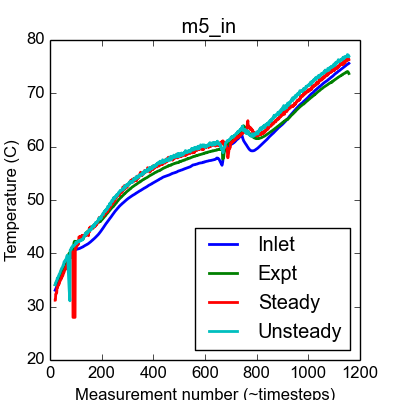 m5_in
80
70
60
50
40
30
20
Temperature (C)
Inlet
Expt
Steady
Unsteady
0 200 400 600 800 1000 1200
Measurement number (~timesteps)